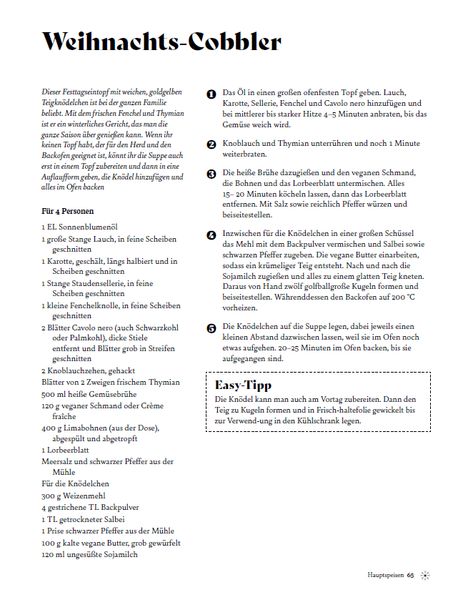 Weihnachts-Cobbler
Dieser Festtagseintopf mit weichen, goldgelben
Teigknödelchen ist bei der ganzen Familie
beliebt. Mit dem frischen Fenchel und Thymian
ist er ein winterliches Gericht, das man die
ganze Saison über genießen kann. Wenn ihr
keinen Topf habt, der für den Herd und den
Backofen geeignet ist, könnt ihr die Suppe auch
erst in einem Topf zubereiten und dann in eine
Auflaufform geben, die Knödel hinzufügen und
alles im Ofen backen
Für 4 Personen
1 EL Sonnenblumenöl
1 große Stange Lauch, in feine Scheiben
geschnitten
1 Karotte, geschält, längs halbiert und in
Scheiben geschnitten
1 Stange Staudensellerie, in feine
Scheiben geschnitten
1 kleine Fenchelknolle, in feine Scheiben
geschnitten
2 Blätter Cavolo nero (auch Schwarzkohl
oder Palmkohl), dicke Stiele
entfernt und Blätter grob in Streifen
geschnitten
2 Knoblauchzehen, gehackt
Blätter von 2 Zweigen frischem Thymian
500 ml heiße Gemüsebrühe
120 g veganer Schmand oder Crème
fraîche
400 g Limabohnen (aus der Dose),
abgespült und abgetropft
1 Lorbeerblatt
Meersalz und schwarzer Pfeffer aus der
Mühle
Für die Knödelchen
300 g Weizenmehl
4 gestrichene TL Backpulver
1 TL getrockneter Salbei
1 Prise schwarzer Pfeffer aus der Mühle
100 g kalte vegane Butter, grob gewürfelt
120 ml ungesüßte Sojamilch
1 Das Öl in einen großen ofenfesten Topf geben. Lauch,
Karotte, Sellerie, Fenchel und Cavolo nero hinzufügen und
bei mittlerer bis starker Hitze 4–5 Minuten anbraten, bis das
Gemüse weich wird.
2 Knoblauch und Thymian unterrühren und noch 1 Minute
weiterbraten.
3 Die heiße Brühe dazugießen und den veganen Schmand,
die Bohnen und das Lorbeerblatt untermischen. Alles
15– 20 Minuten köcheln lassen, dann das Lorbeerblatt
entfernen. Mit Salz sowie reichlich Pfeffer würzen und
beiseitestellen.
4 Inzwischen für die Knödelchen in einer großen Schüssel
das Mehl mit dem Backpulver vermischen und Salbei sowie
schwarzen Pfeffer zugeben. Die vegane Butter einarbeiten,
sodass ein krümeliger Teig entsteht. Nach und nach die
Sojamilch zugießen und alles zu einem glatten Teig kneten.
Daraus von Hand zwölf golfballgroße Kugeln formen und
beiseitestellen. Währenddessen den Backofen auf 200 °C
vorheizen.
5 Die Knödelchen auf die Suppe legen, dabei jeweils einen
kleinen Abstand dazwischen lassen, weil sie im Ofen noch
etwas aufgehen. 20–25 Minuten im Ofen backen, bis sie
aufgegangen sind.
Easy-Tipp
Die Knödel kann man auch am Vortag zubereiten. Dann den
Teig zu Kugeln formen und in Frisch-haltefolie gewickelt bis
zur Verwend-ung in den Kühlschrank legen.
Hauptspeisen 65